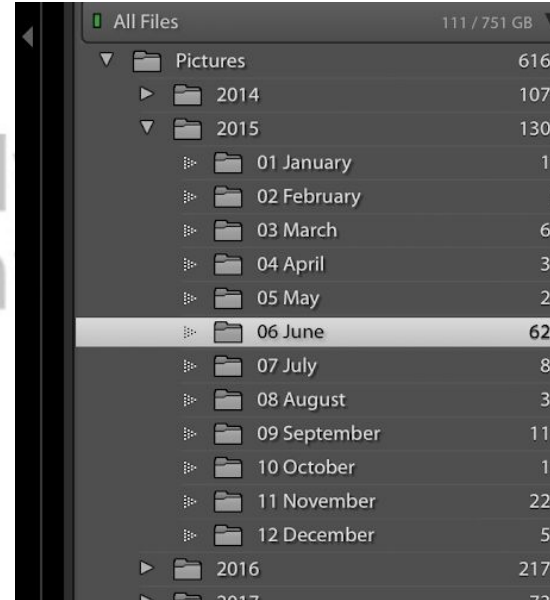 All Files 111 / 751 GB
Pictures 616
2014 107
2015 130
01 January 1
02 February
03 March 6
04 April 3
05 May 2
06 June 62
07 July 8
08 August 3
09 September 11
10 October 1
11 November 22
12 December 5
2016 217
2017 73